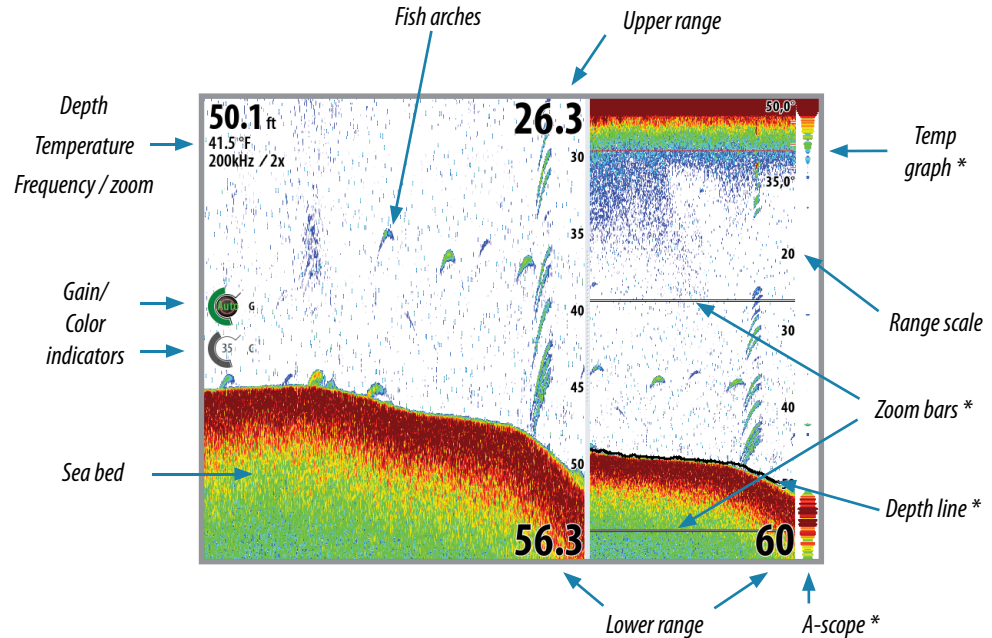 Fish arches
Upper range
Depth
Temperature
Frequency / zoom
50.1 ft
41.5 °F
200kHz / 2x
26.3
30
35
40
45
50
56.3
50,0°
35,0°
20
30
40
60
Temp
graph *
Gain/
Color
indicators
Auto G
35 C
Range scale
Zoom bars *
Sea bed
Depth line *
Lower range
A-scope *